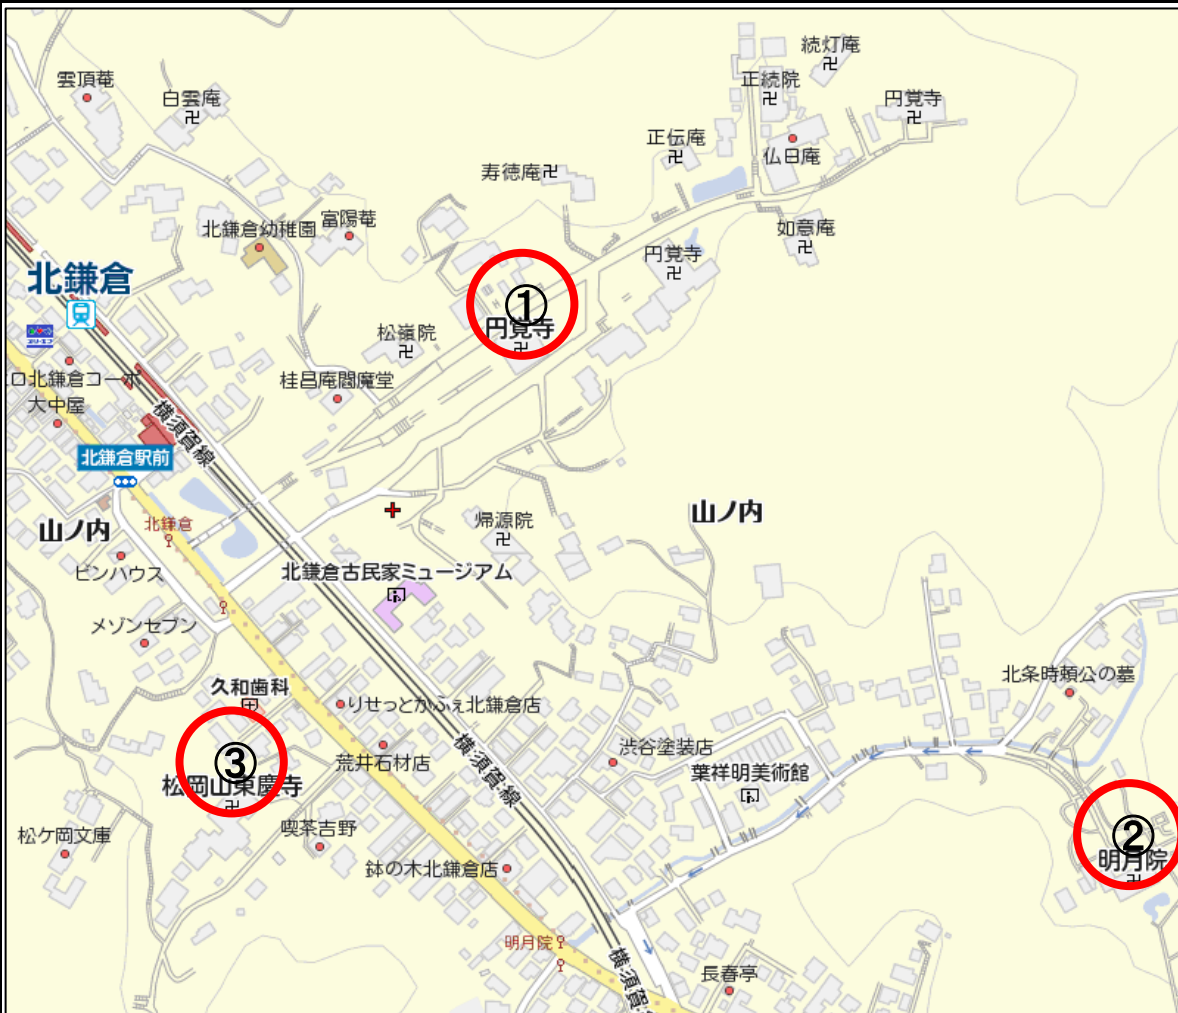 続灯庵
雲頂菴
白雲庵
正続院
円覚寺
正伝庵
仏日庵
寿徳庵
北鎌倉幼稚園
富陽菴
如意庵
円覚寺
北鎌倉
①
円覚寺
松嶺院
ロ北鎌倉コーポ
桂昌庵閻魔堂
大中屋
横須賀線
北鎌倉駅前
山ノ内
北鎌倉
帰源院
山ノ内
ビンハウス
北鎌倉古民家ミュージアム
メゾンセブン
北条時頼公の墓
久和歯科
りせっとかふぇ北鎌倉店
③
荒井石材店
横須賀線
渋谷塗装店
葉祥明美術館
松岡山東慶寺
喫茶吉野
松ケ岡文庫
②
明月院
鉢の木北鎌倉店
明月院
横須賀
長春亭